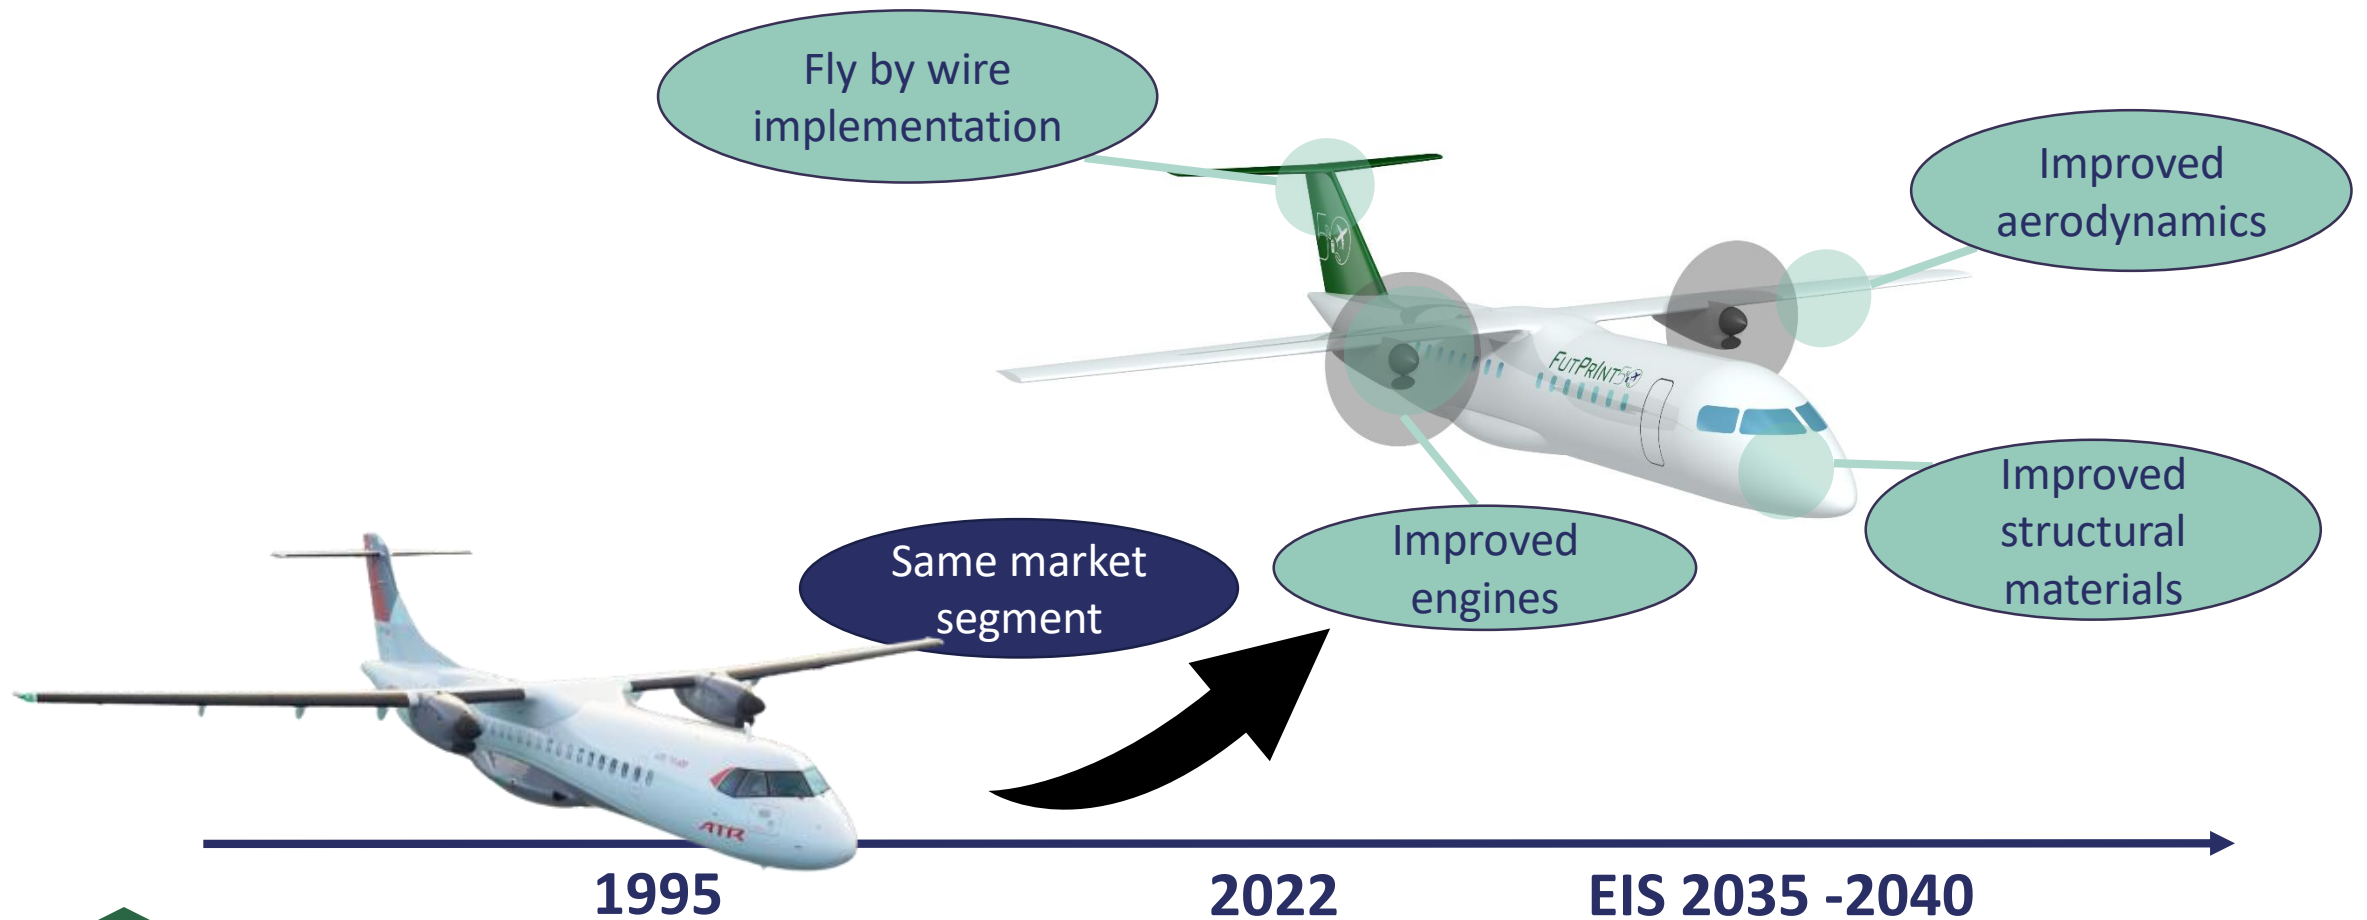 Fly by wire
implementation
Improved
aerodynamics
FUTPRINT50
50
Improved
structural
materials
Improved
engines
Same market
segment
ATR
1995
2022
EIS 2035 -2040